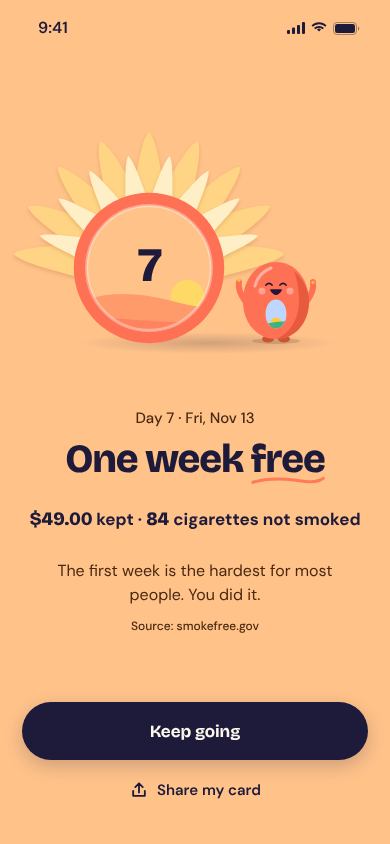 9:41
7
Day 7 · Fri, Nov 13
One week free
$49.00 kept · 84 cigarettes not smoked
The first week is the hardest for most
people. You did it.
Source: smokefree.gov
Keep going
Share my card